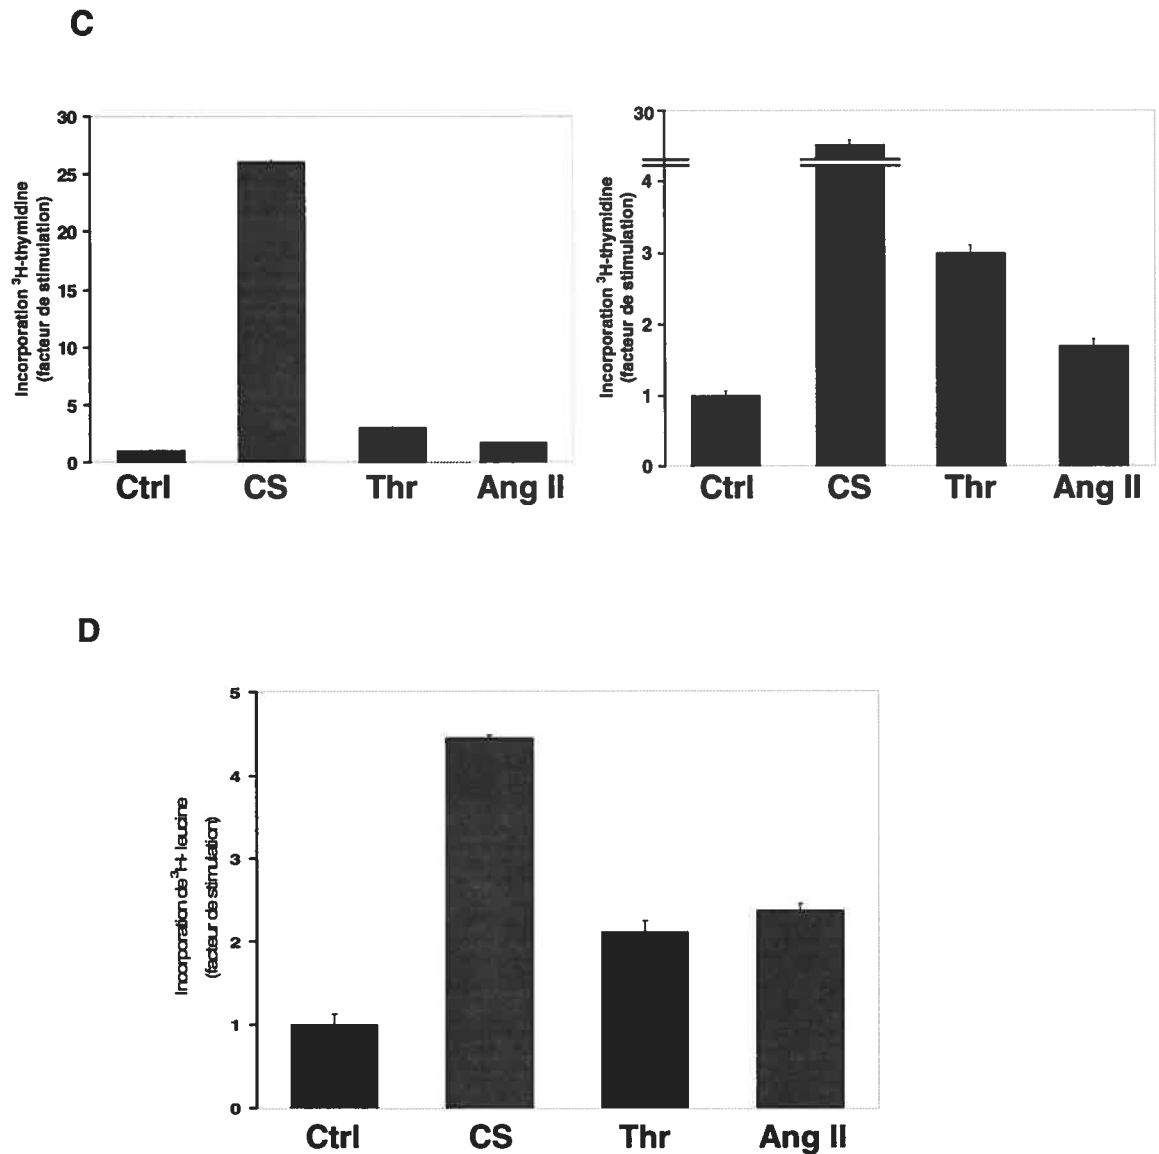 C
30
25
20
15
10
5
0
Incorporation ³H-thymidine
(facteur de stimulation)
Ctrl CS Thr Ang II
30
4
3
2
1
0
Incorporation ³H-thymidine
(facteur de stimulation)
Ctrl CS Thr Ang II
D
5
4
3
2
1
0
Incorporation de ³H- leucine
(facteur de stimulation)
Ctrl CS Thr Ang II